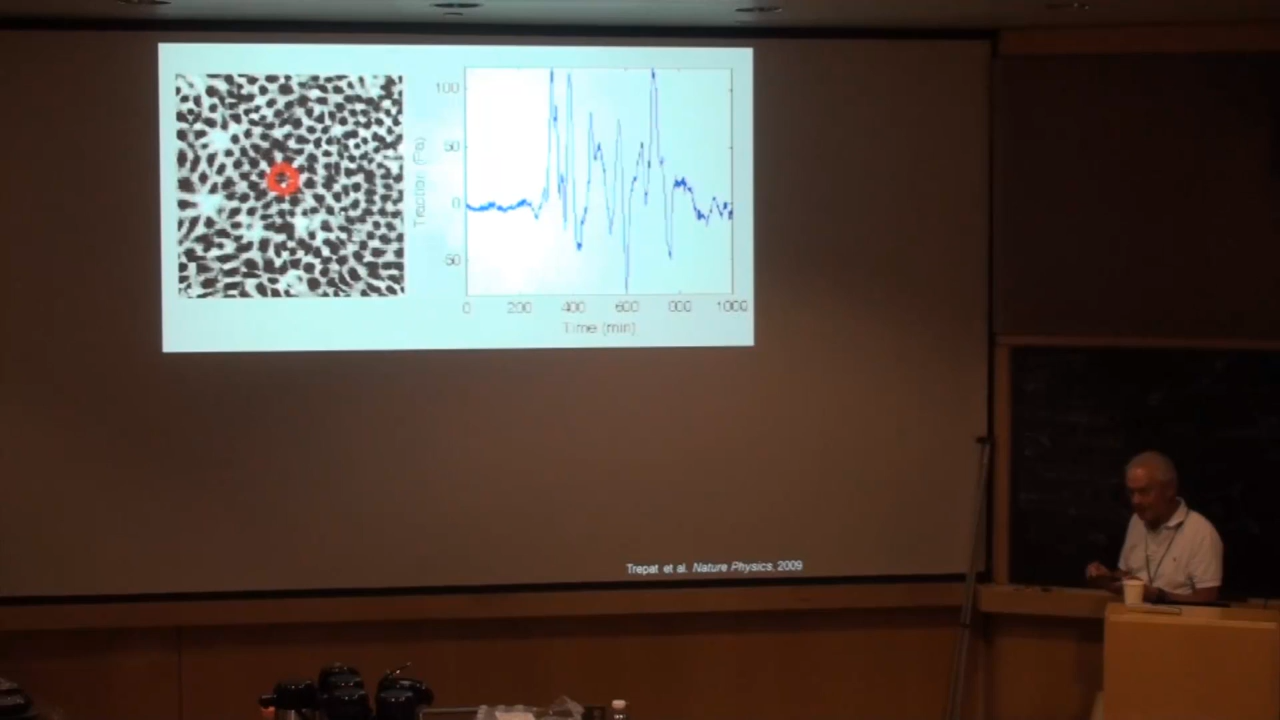 100
50
0
50
Traction (Pa)
0 200 400 600 800 1000
Time (min)
Trepat et al. Nature Physics, 2009